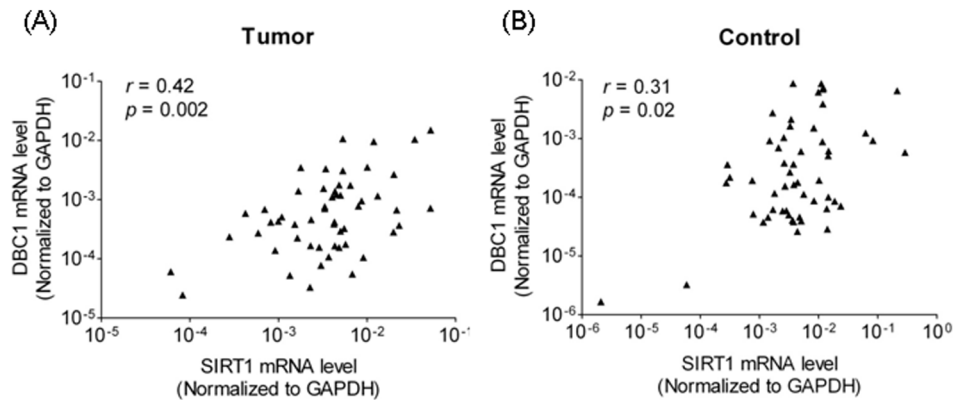 (A)
Tumor
r = 0.42
p = 0.002
DBC1 mRNA level
(Normalized to GAPDH)
10⁻¹
10⁻²
10⁻³
10⁻⁴
10⁻⁵
10⁻⁵
10⁻⁴
10⁻³
10⁻²
10⁻¹
SIRT1 mRNA level
(Normalized to GAPDH)
(B)
Control
r = 0.31
p = 0.02
DBC1 mRNA level
(Normalized to GAPDH)
10⁻²
10⁻³
10⁻⁴
10⁻⁵
10⁻⁶
10⁻⁶
10⁻⁵
10⁻⁴
10⁻³
10⁻²
10⁻¹
10⁰
SIRT1 mRNA level
(Normalized to GAPDH)